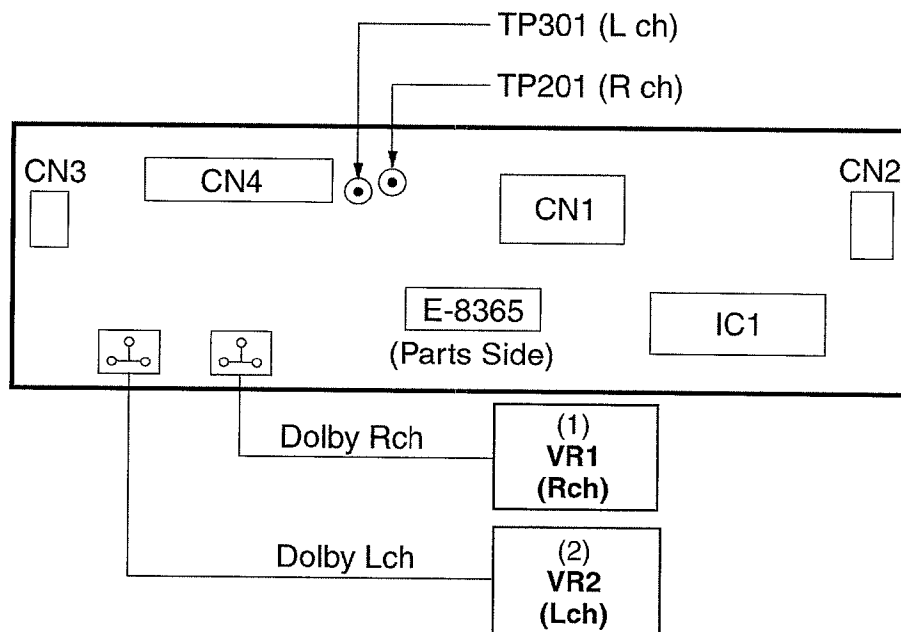 TP301 (L ch)
TP201 (R ch)
CN3
CN4
CN1
CN2
E-8365
(Parts Side)
IC1
Dolby Rch
(1)
VR1
(Rch)
Dolby Lch
(2)
VR2
(Lch)